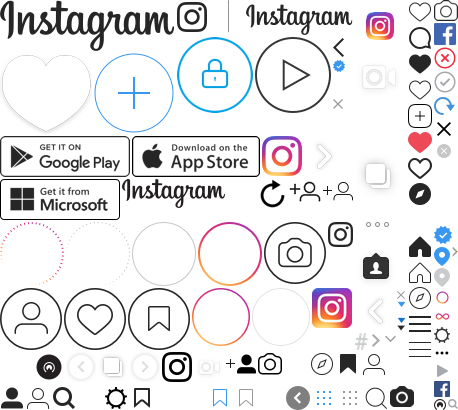 Instagram
Instagram
GET IT ON
Google Play
Download on the
App Store
Get it from
Microsoft
Instagram
#